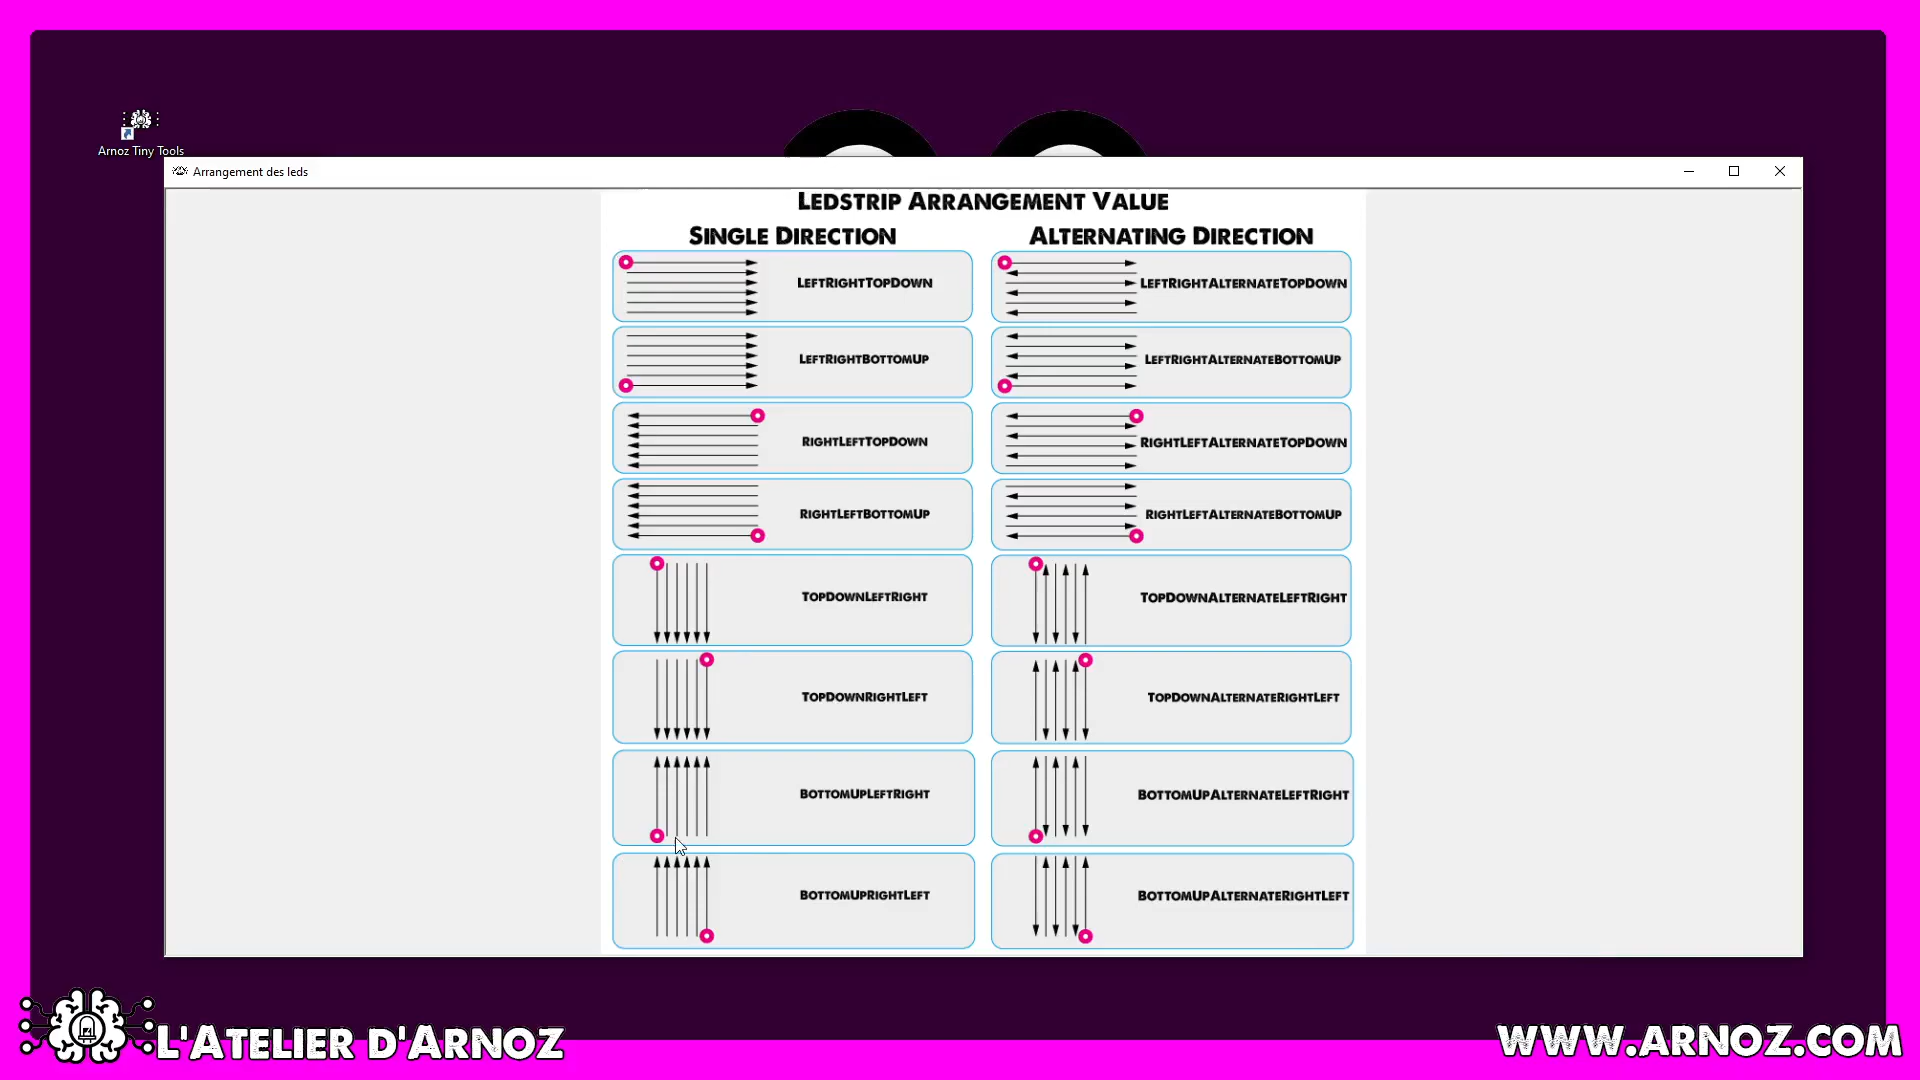 Arnoz Tiny Tools
Arrangement des leds
LEDSTRIP ARRANGEMENT VALUE
SINGLE DIRECTION
ALTERNATING DIRECTION
LEFTRIGHTTOPDOWN
LEFTRIGHTALTERNATETOPDOWN
LEFTRIGHTBOTTOMUP
LEFTRIGHTALTERNATEBOTTOMUP
RIGHTLEFTTOPDOWN
RIGHTLEFTALTERNATETOPDOWN
RIGHTLEFTBOTTOMUP
RIGHTLEFTALTERNATEBOTTOMUP
TOPDOWNLEFTRIGHT
TOPDOWNALTERNATELEFTRIGHT
TOPDOWNRIGHTLEFT
TOPDOWNALTERNATERIGHTLEFT
BOTTOMUPLEFTRIGHT
BOTTOMUPALTERNATELEFTRIGHT
BOTTOMUPRIGHTLEFT
BOTTOMUPALTERNATERIGHTLEFT
L'ATELIER D'ARNOZ
WWW.ARNOZ.COM